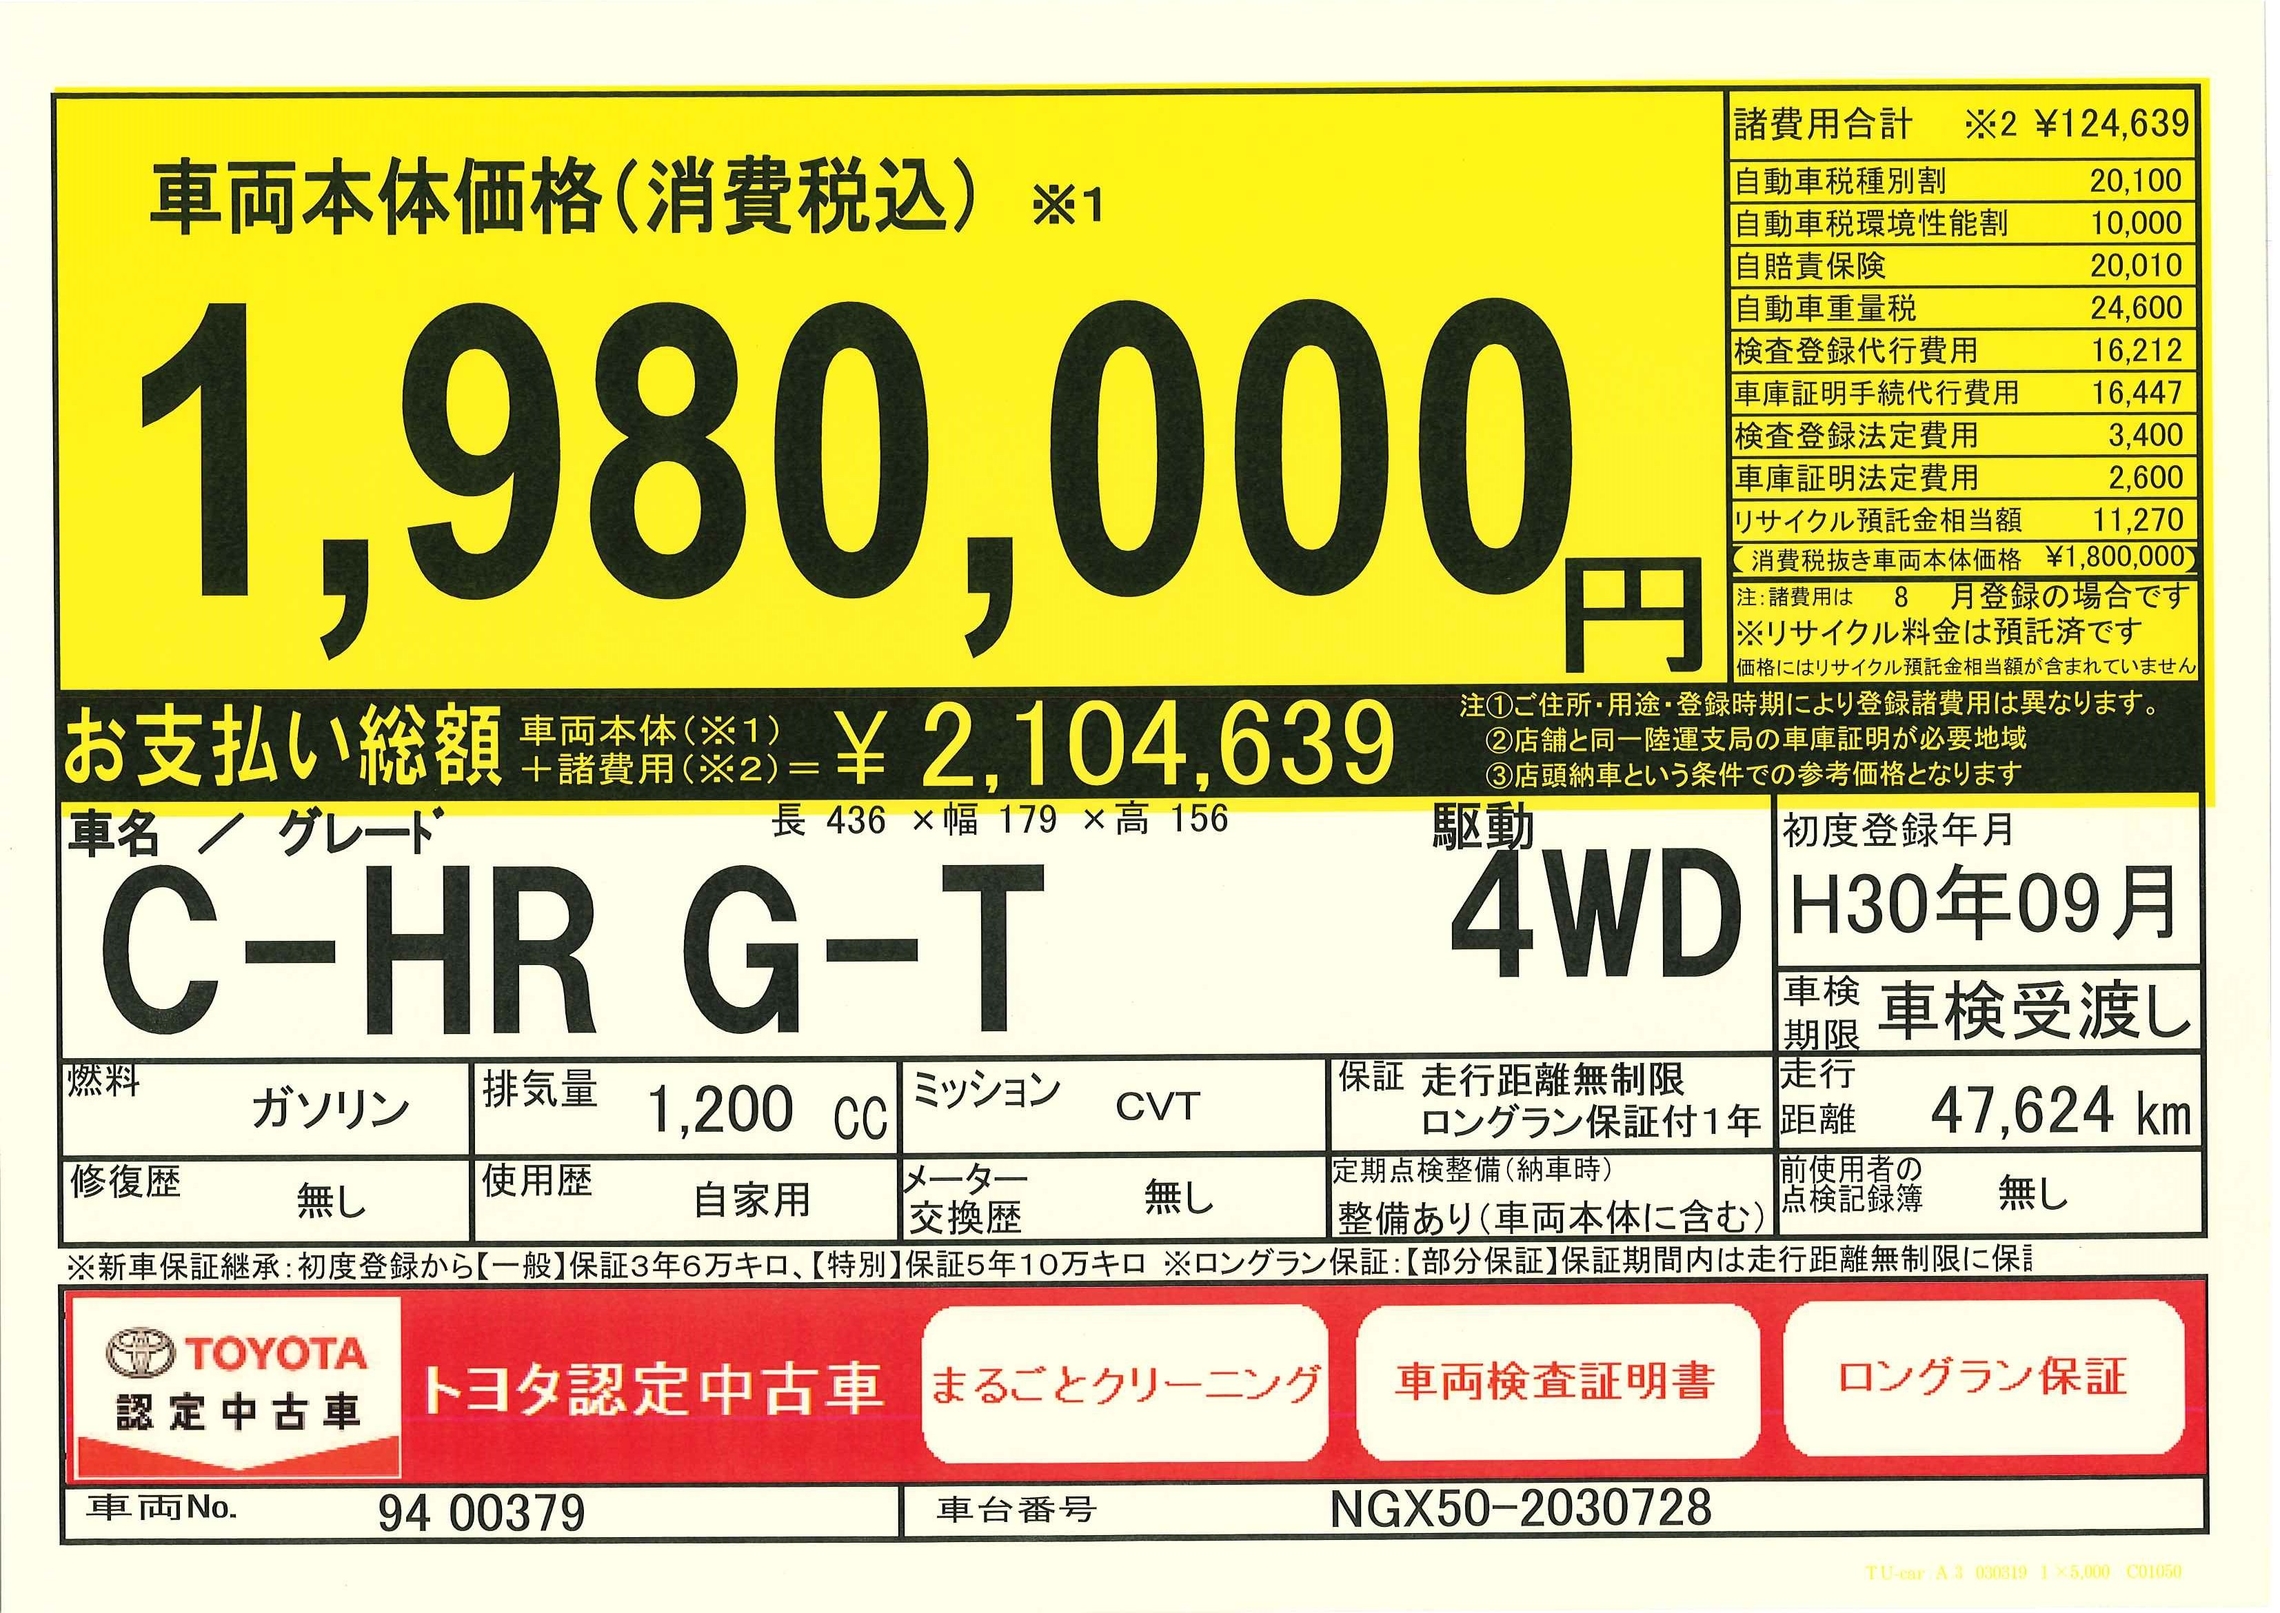 車両本体価格(消費税込) ※1
1,980,000円
諸費用合計 ※2 ¥124,639
自動車税種別割 20,100
自動車税環境性能割 10,000
自賠責保険 20,010
自動車重量税 24,600
検査登録代行費用 16,212
車庫証明手続代行費用 16,447
検査登録法定費用 3,400
車庫証明法定費用 2,600
リサイクル預託金相当額 11,270
(消費税抜き車両本体価格 ¥1,800,000)
注:諸費用は 8 月登録の場合です
※リサイクル料金は預託済です
価格にはリサイクル預託金相当額が含まれていません
お支払い総額 車両本体(※1)
+諸費用(※2)= ¥ 2,104,639
注①ご住所・用途・登録時期により登録諸費用は異なります。
②店舗と同一陸運支局の車庫証明が必要地域
③店頭納車という条件での参考価格となります
車名 / グレード 長 436 ×幅 179 ×高 156 駆動
C-HR G-T 4WD
初度登録年月
H30年09月
車検
期限 車検受渡し
燃料 ガソリン
排気量 1,200 CC
ミッション CVT
保証 走行距離無制限
ロングラン保証付1年
走行
距離 47,624 km
修復歴 無し
使用歴 自家用
メーター
交換歴 無し
定期点検整備(納車時)
整備あり(車両本体に含む)
前使用者の
点検記録簿 無し
※新車保証継承:初度登録から【一般】保証3年6万キロ、【特別】保証5年10万キロ ※ロングラン保証:【部分保証】保証期間内は走行距離無制限に保
TOYOTA
認定中古車
トヨタ認定中古車
まるごとクリーニング
車両検査証明書
ロングラン保証
車両No. 94 00379
車台番号 NGX50-2030728
TU-car A3 030319 1×5,000 C01050